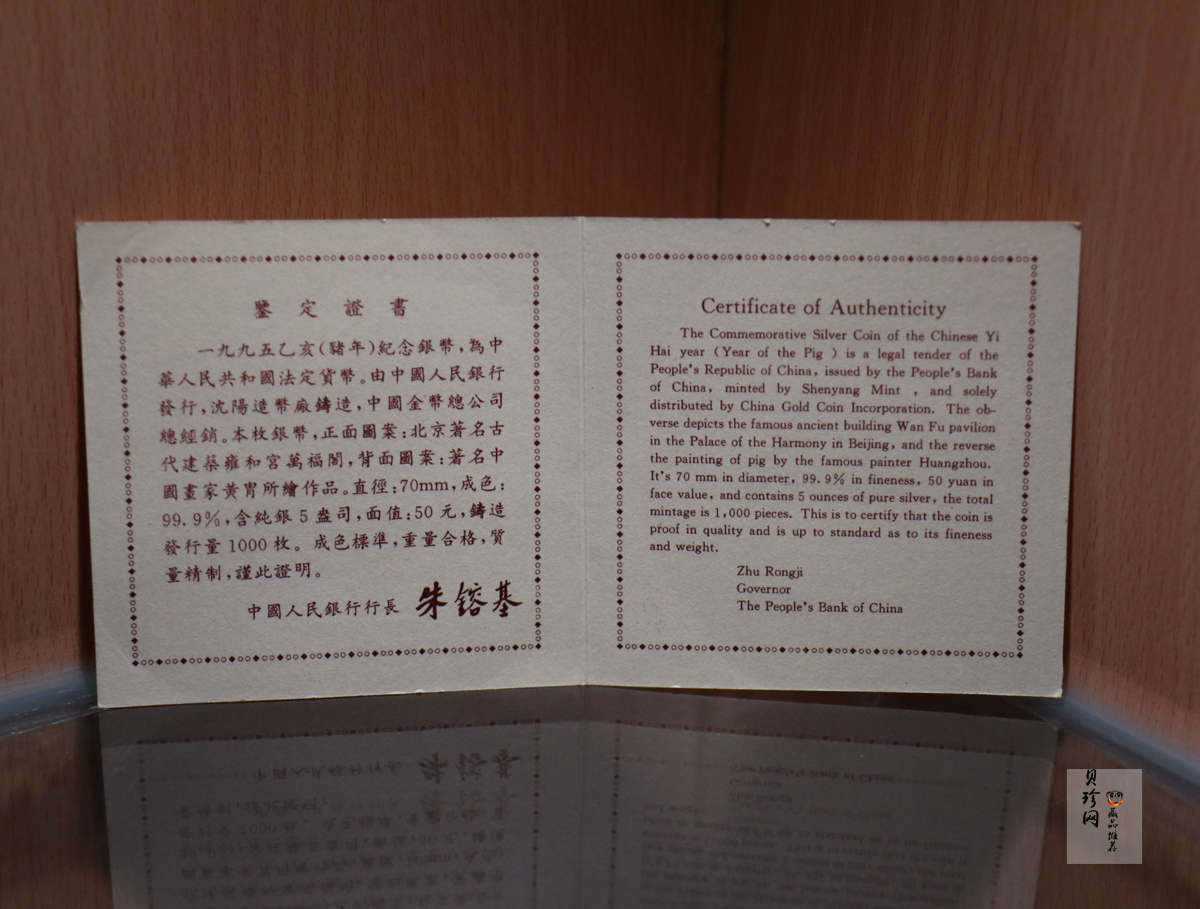 鑒定證書
一九九五乙亥(豬年)紀念銀幣,為中
華人民共和國法定貨幣。由中國人民銀行
發行,沈陽造幣廠鑄造,中國金幣總公司
總經銷。本枚銀幣,正面圖案:北京著名古
代建築雍和宮萬福閣,背面圖案:著名中
國畫家黃胄所繪作品。直徑:70mm,成色:
99.9%,含純銀5盎司,面值:50元,鑄造
發行量1000枚。成色標準,重量合格,質
量精制,謹此證明。
中國人民銀行行長 朱鎔基
Certificate of Authenticity
The Commemorative Silver Coin of the Chinese Yi
Hai year (Year of the Pig ) is a legal tender of the
People's Republic of China, issued by the People's Bank
of China, minted by Shenyang Mint , and solely
distributed by China Gold Coin Incorporation. The ob-
verse depicts the famous ancient building Wan Fu pavilion
in the Palace of the Harmony in Beijing, and the reverse
the painting of pig by the famous painter Huangzhou.
It's 70 mm in diameter, 99.9% in fineness, 50 yuan in
face value, and contains 5 ounces of pure silver, the total
mintage is 1,000 pieces. This is to certify that the coin is
proof in quality and is up to standard as to its fineness
and weight.
Zhu Rongji
Governor
The People's Bank of China
贝珍网
藏品推荐